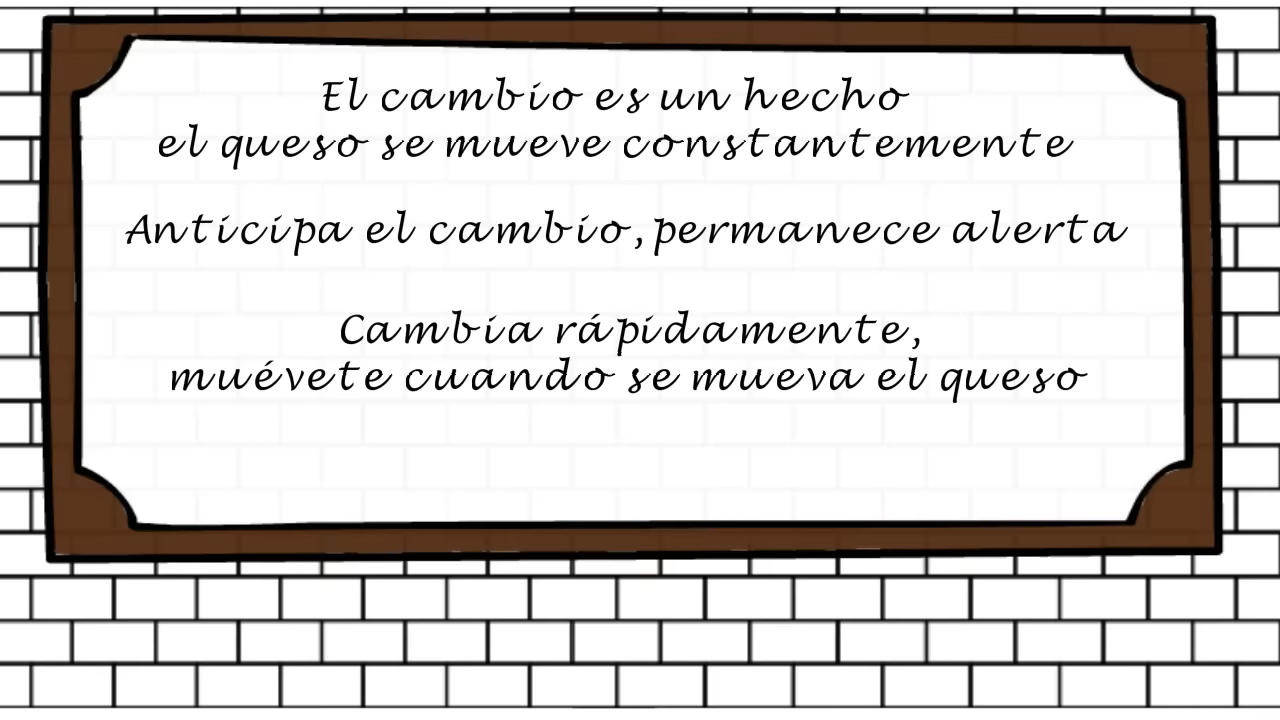 El cambio es un hecho
el queso se mueve constantemente
Anticipa el cambio, permanece alerta
Cambia rápidamente,
muévete cuando se mueva el queso